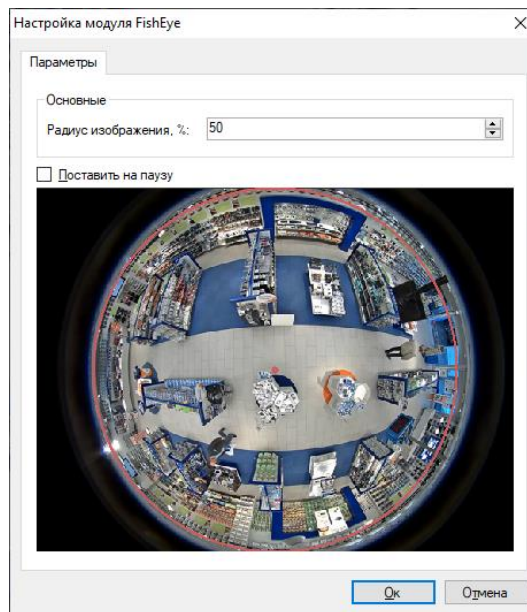 Настройка модуля FishEye
Параметры
Основные
Радиус изображения, %: 50
Поставить на паузу
Ок Отмена